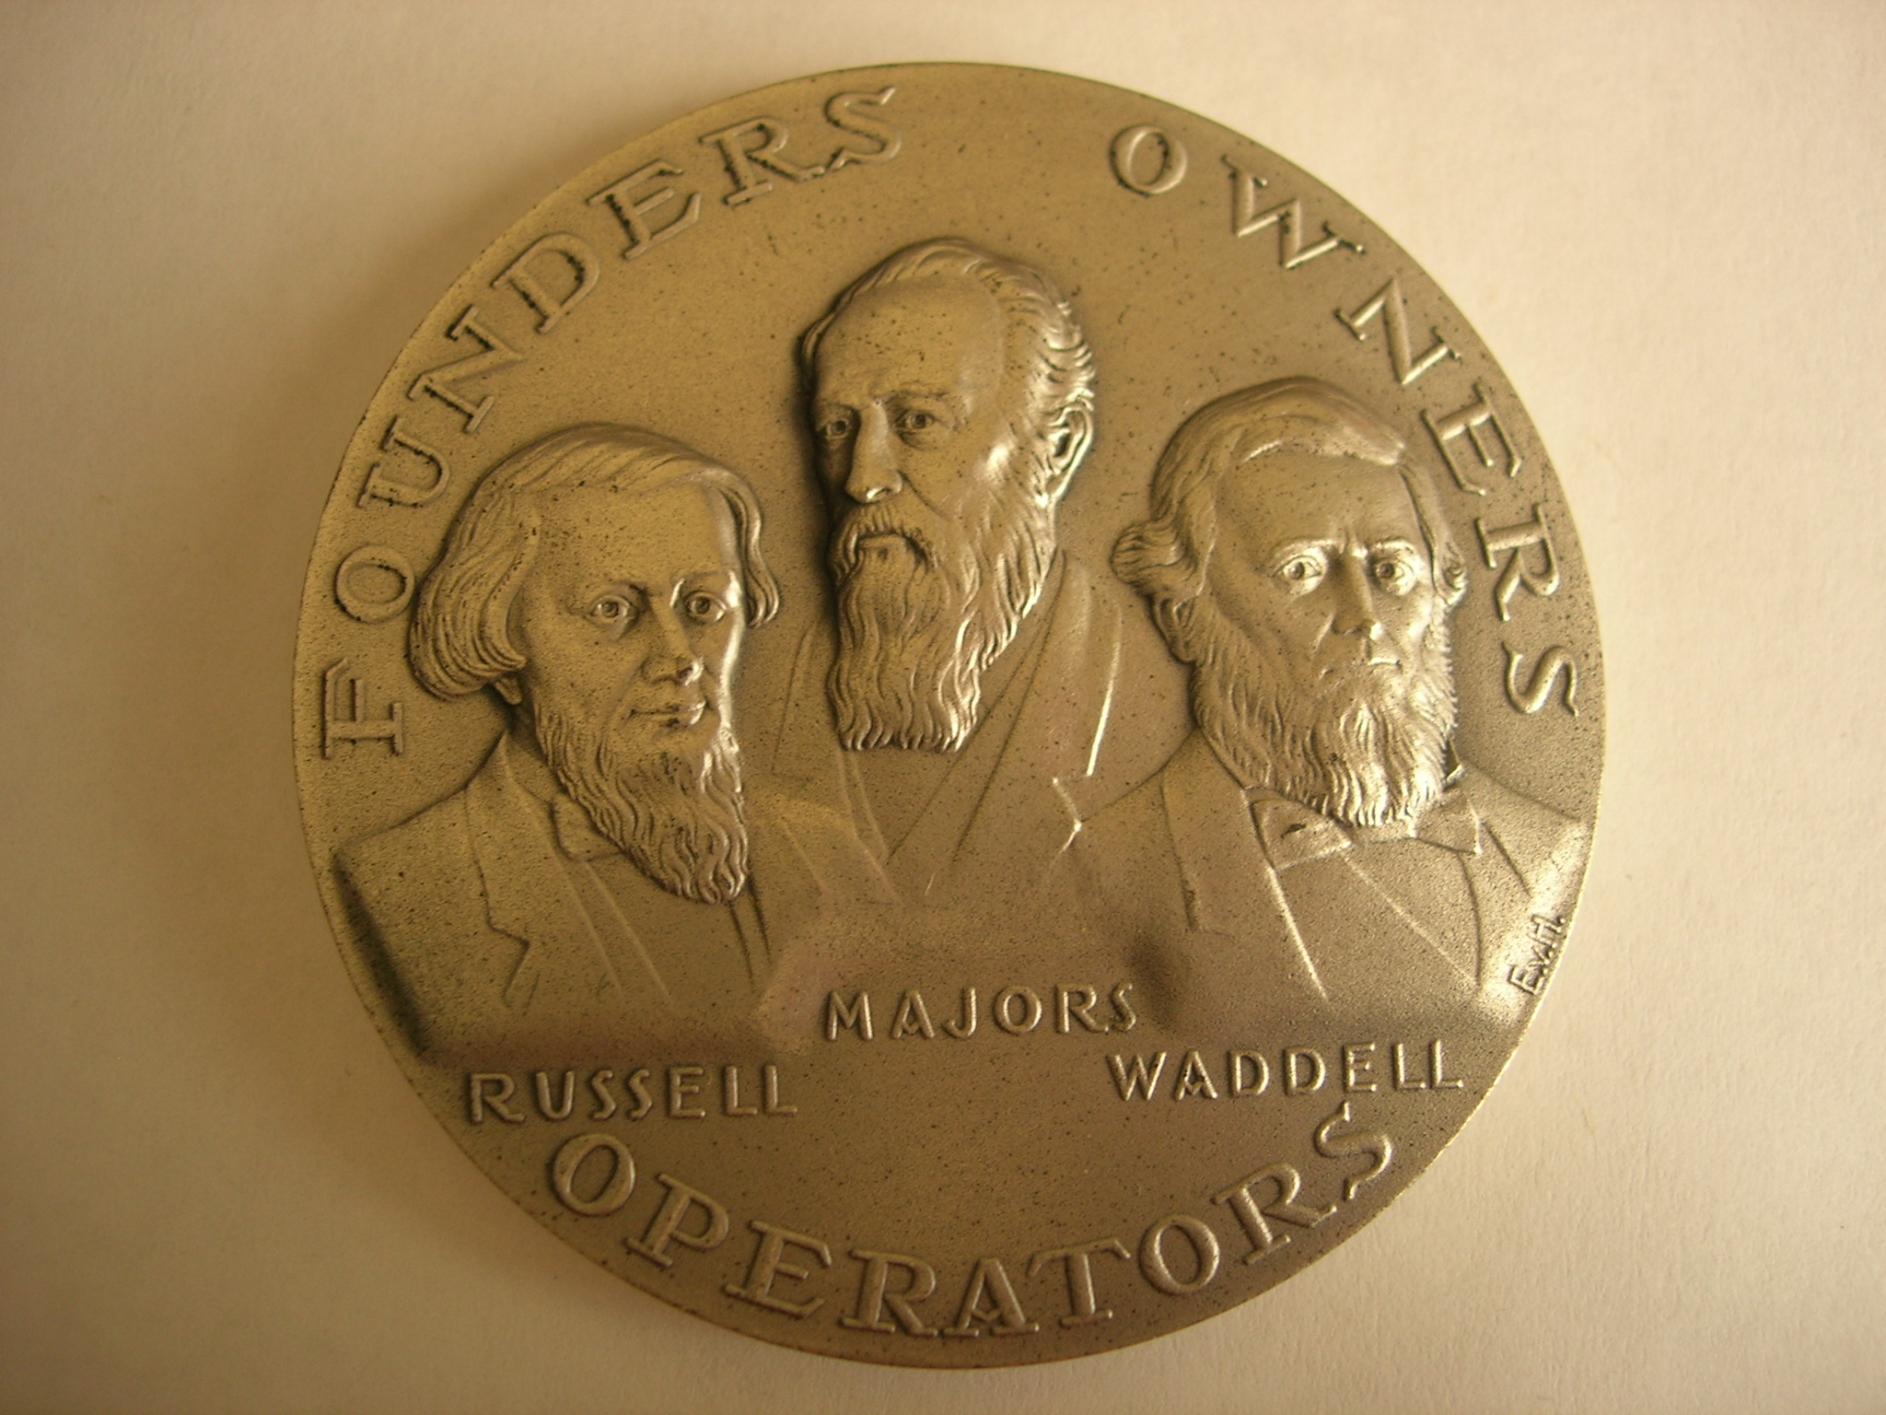 FOUNDERS OWNERS
E.v.H.
MAJORS
RUSSELL
WADDELL
OPERATORS